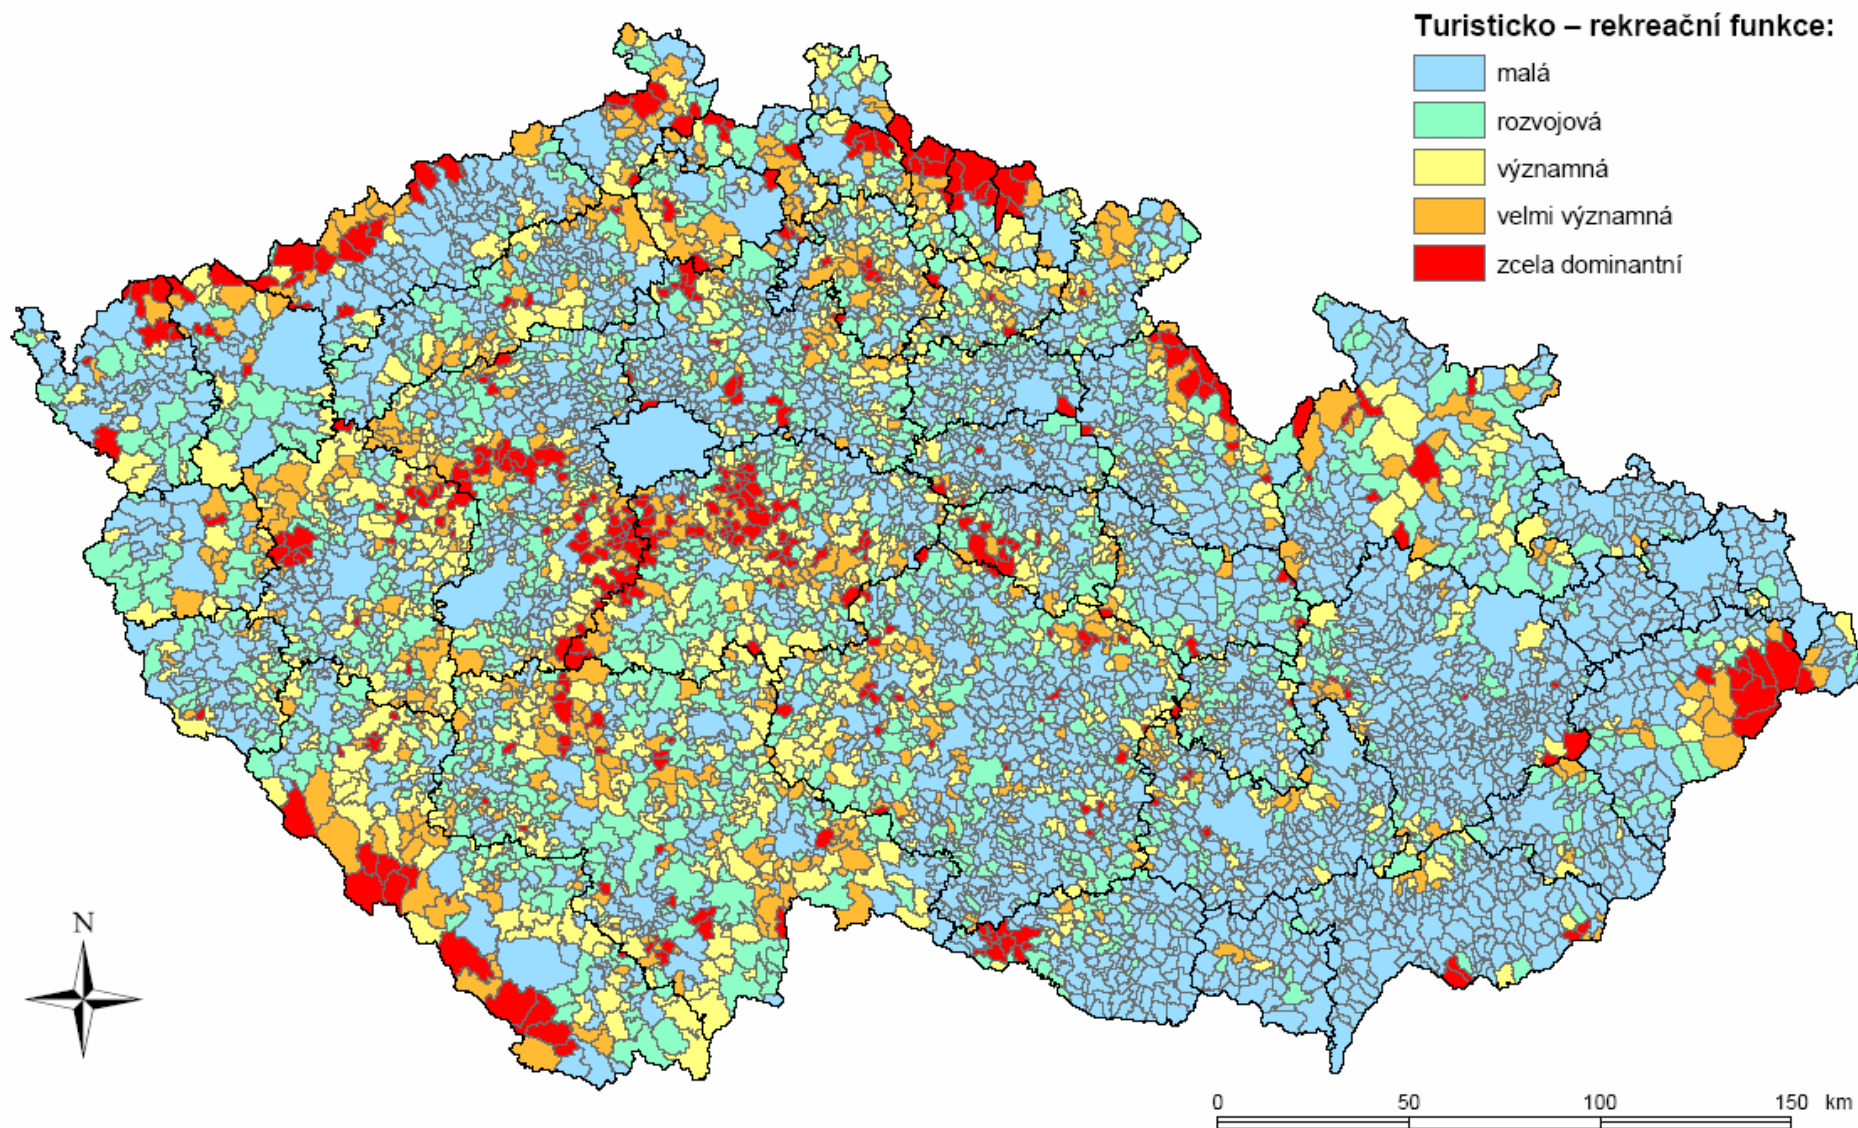 Turisticko – rekreační funkce:
malá
rozvojová
významná
velmi významná
zcela dominantní
N
0 50 100 150 km